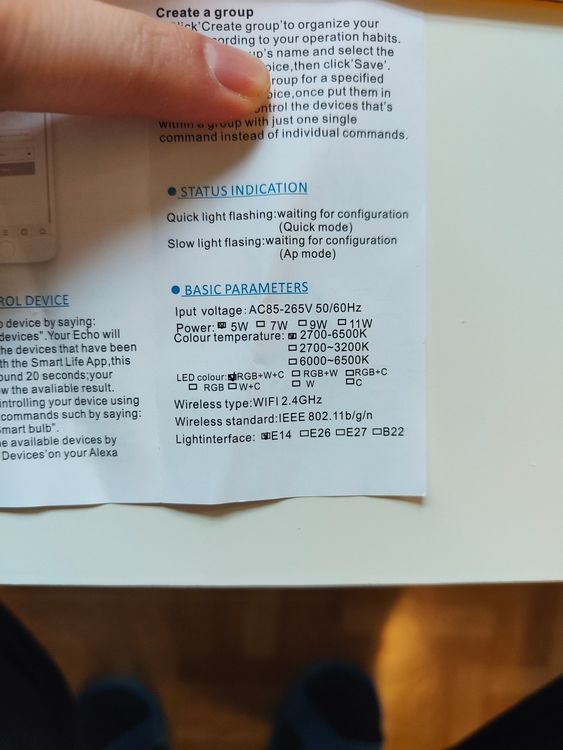 Create a group
Click'Create group'to organize your
cording to your operation habits.
up's name and select the
oice,then click'Save'.
roup for a specified
oice,once put them in
ontrol the devices that's
within a group with just one single
command instead of individual commands.
STATUS INDICATION
Quick light flashing:waiting for configuration
(Quick mode)
Slow light flasing:waiting for configuration
(Ap mode)
BASIC PARAMETERS
Iput voltage:AC85-265V 50/60Hz
Power: 5W 7W 9W 11W
Colour temperature: 2700-6500K
2700~3200K
6000~6500K
LED colour: RGB+W+C RGB+W RGB+C
RGB W+C W C
Wireless type:WIFI 2.4GHz
Wireless standard:IEEE 802.11b/g/n
Lightinterface: E14 E26 E27 B22
ROL DEVICE
o device by saying:
devices".Your Echo will
he devices that have been
th the Smart Life App,this
ound 20 seconds;your
ow the avaliable result.
introlling your device using
commands such by saying:
mart bulb".
e available devices by
Devices'on your Alexa